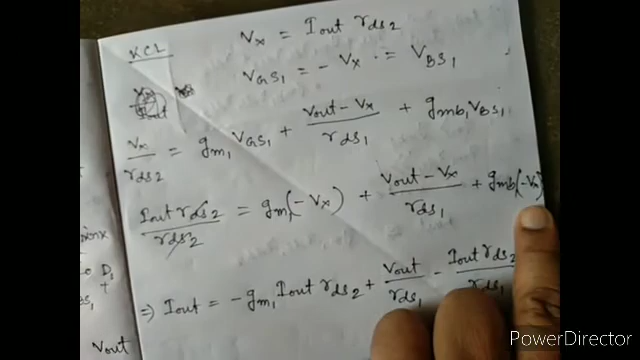 KCL
Vx = Iout rds2
VGS1 = - Vx = VBS1
Vx/rds2 = gm1 VGS1 + (Vout - Vx)/rds1 + gmb1 VBS1
Iout rds2/rds2 = gm1(-Vx) + (Vout - Vx)/rds1 + gmb(-Vx)
⇒ Iout = -gm1 Iout rds2 + Vout/rds1 - Iout rds2/rds1
D1
Vout
PowerDirector